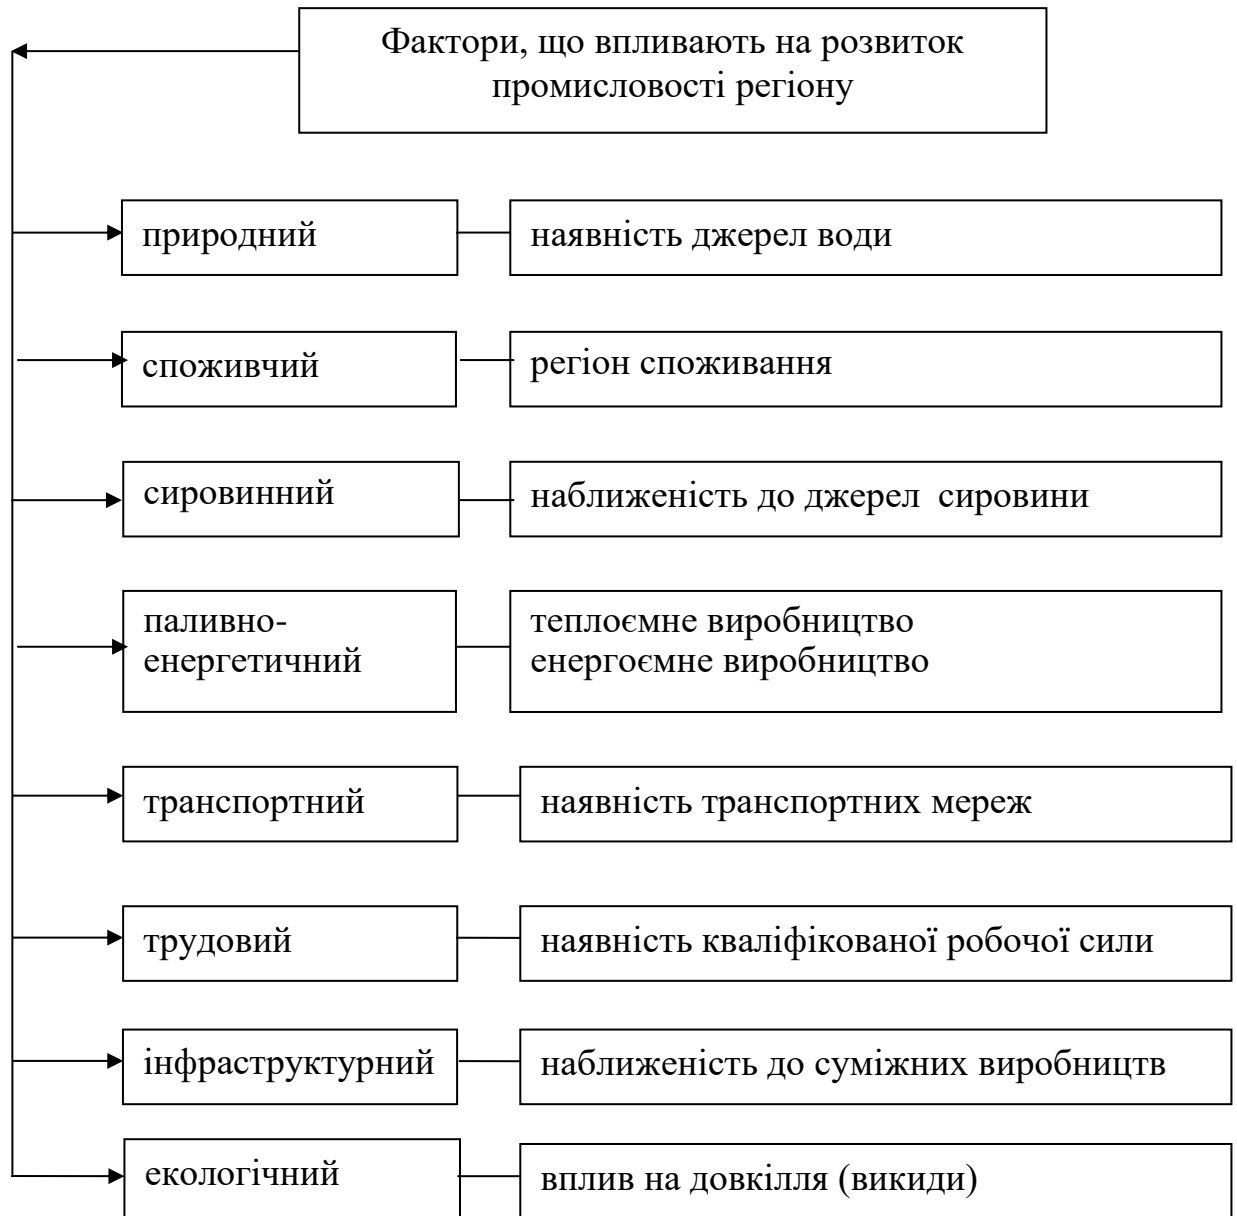 Фактори, що впливають на розвиток
промисловості регіону
природний
наявність джерел води
споживчий
регіон споживання
сировинний
наближеність до джерел сировини
паливно-
енергетичний
теплоємне виробництво
енергоємне виробництво
транспортний
наявність транспортних мереж
трудовий
наявність кваліфікованої робочої сили
інфраструктурний
наближеність до суміжних виробництв
екологічний
вплив на довкілля (викиди)